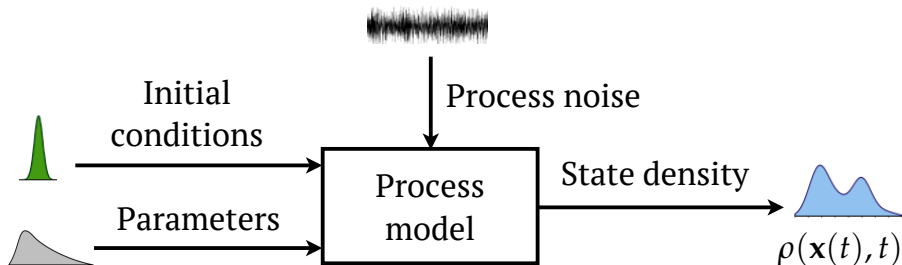 Initial
conditions
Process noise
Parameters
Process
model
State density
ρ(𝐱(t), t)